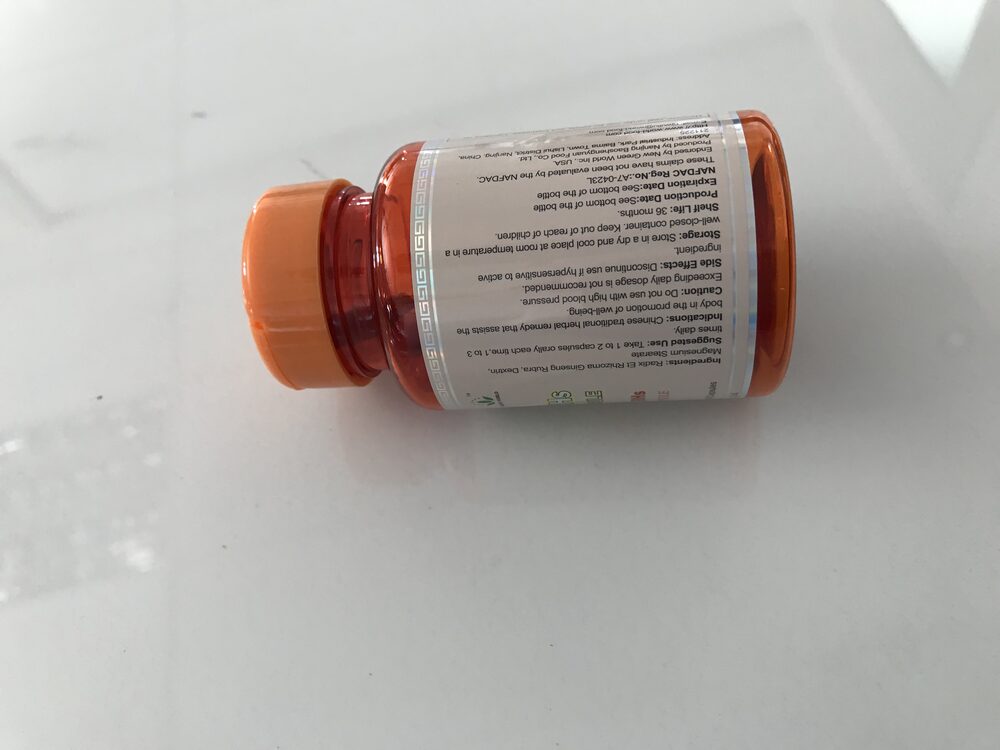 Ingredients: Radix Et Rhizoma Ginseng Rubra, Dextrin,
Magnesium Stearate
Suggested Use: Take 1 to 2 capsules orally each time,1 to 3
times daily.
Indications: Chinese traditional herbal remedy that assists the
body in the promotion of well-being.
Caution: Do not use with high blood pressure.
Exceeding daily dosage is not recommended.
Side Effects: Discontinue if hypersensitive to active
ingredient.
Storage: Store in a dry and cool place at room temperature in a
well-closed container. Keep out of reach of children.
Shelf Life: 36 months.
Production Date:See bottom of the bottle
Expiration Date:See bottom of the bottle
NAFDAC Reg.No.:A7-0423L
These claims have not been evaluated by the NAFDAC.
Endorsed by New Green World Inc. USA.
Produced by Nanjing Baoshengyuan Food Co., Ltd.
Address: Industrial Park, Baima Town, Lishui District, Nanjing, China,
211225